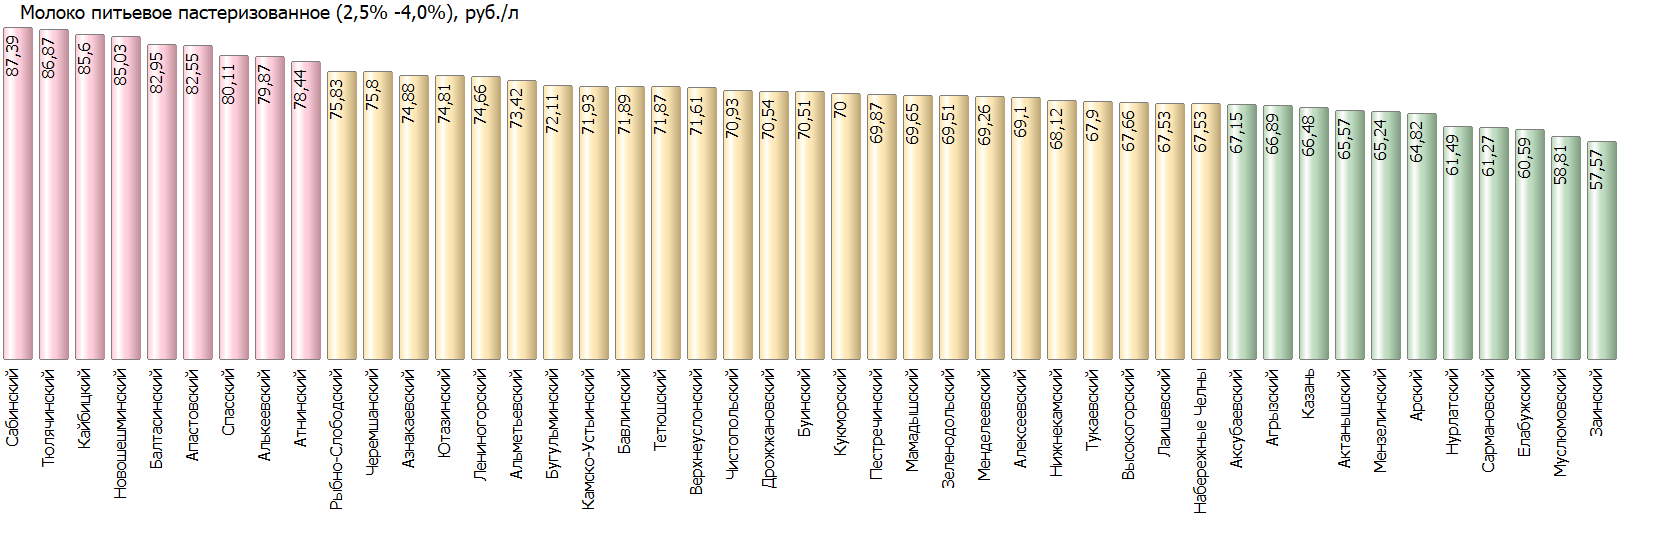 Молоко питьевое пастеризованное (2,5% -4,0%), руб./л
87,39
86,87
85,6
85,03
82,95
82,55
80,11
79,87
78,44
75,83
75,8
74,88
74,81
74,66
73,42
72,11
71,93
71,89
71,87
71,61
70,93
70,54
70,51
70
69,87
69,65
69,51
69,26
69,1
68,12
67,9
67,66
67,53
67,53
67,15
66,89
66,48
65,57
65,24
64,82
61,49
61,27
60,59
58,81
57,57
Сабинский
Тюлячинский
Кайбицкий
Новошешминский
Балтасинский
Апастовский
Спасский
Алькеевский
Атнинский
Рыбно-Слободский
Черемшанский
Азнакаевский
Ютазинский
Лениногорский
Альметьевский
Бугульминский
Камско-Устьинский
Бавлинский
Тетюшский
Верхнеуслонский
Чистопольский
Дрожжановский
Буинский
Кукморский
Пестречинский
Мамадышский
Зеленодольский
Менделеевский
Алексеевский
Нижнекамский
Тукаевский
Высокогорский
Лаишевский
Набережные Челны
Аксубаевский
Агрызский
Казань
Актанышский
Мензелинский
Арский
Нурлатский
Сармановский
Елабужский
Муслюмовский
Заинский